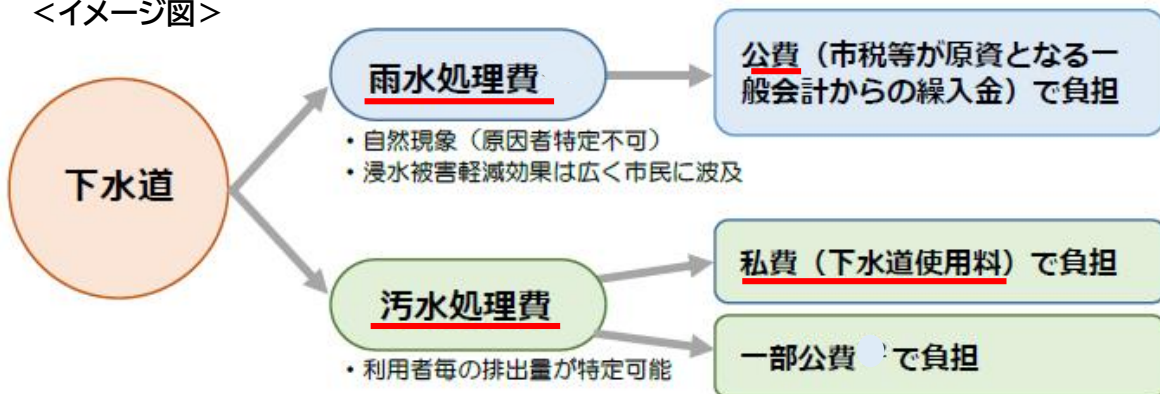 <イメージ図>
下水道
雨水処理費
・自然現象（原因者特定不可）
・浸水被害軽減効果は広く市民に波及
公費（市税等が原資となる一
般会計からの繰入金）で負担
汚水処理費
・利用者毎の排出量が特定可能
私費（下水道使用料）で負担
一部公費 で負担